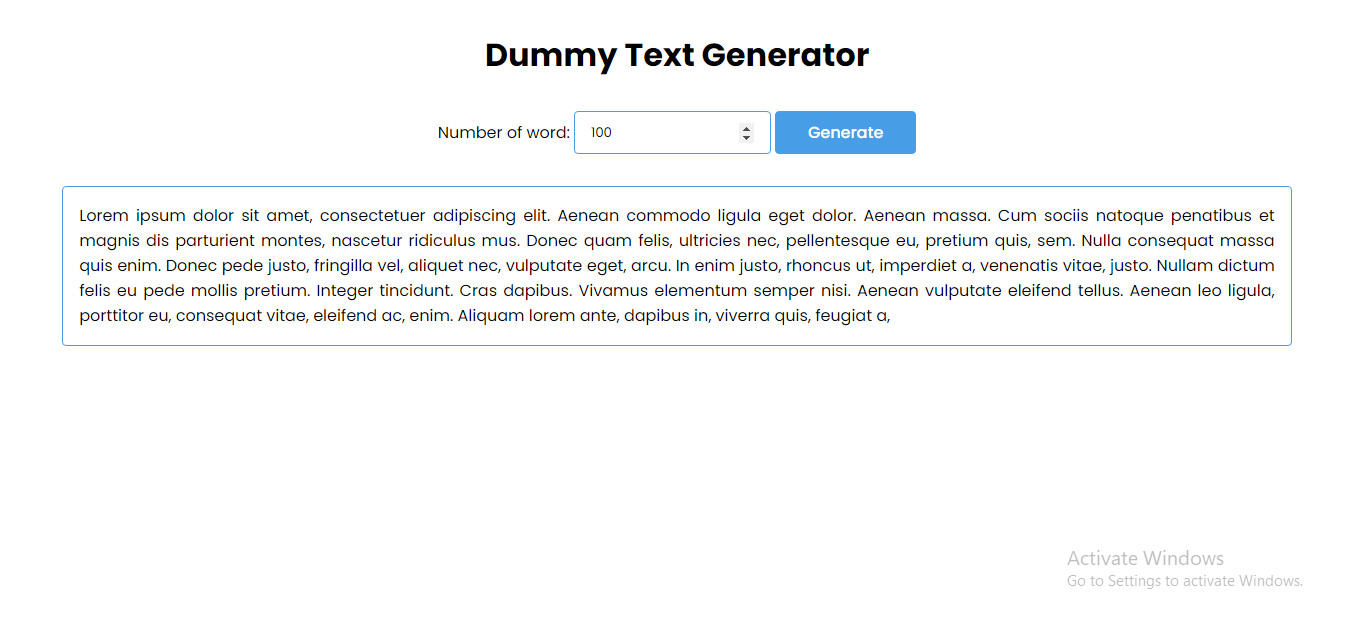 Dummy Text Generator
Number of word: 100 Generate
Lorem ipsum dolor sit amet, consectetuer adipiscing elit. Aenean commodo ligula eget dolor. Aenean massa. Cum sociis natoque penatibus et
magnis dis parturient montes, nascetur ridiculus mus. Donec quam felis, ultricies nec, pellentesque eu, pretium quis, sem. Nulla consequat massa
quis enim. Donec pede justo, fringilla vel, aliquet nec, vulputate eget, arcu. In enim justo, rhoncus ut, imperdiet a, venenatis vitae, justo. Nullam dictum
felis eu pede mollis pretium. Integer tincidunt. Cras dapibus. Vivamus elementum semper nisi. Aenean vulputate eleifend tellus. Aenean leo ligula,
porttitor eu, consequat vitae, eleifend ac, enim. Aliquam lorem ante, dapibus in, viverra quis, feugiat a,
Activate Windows
Go to Settings to activate Windows.